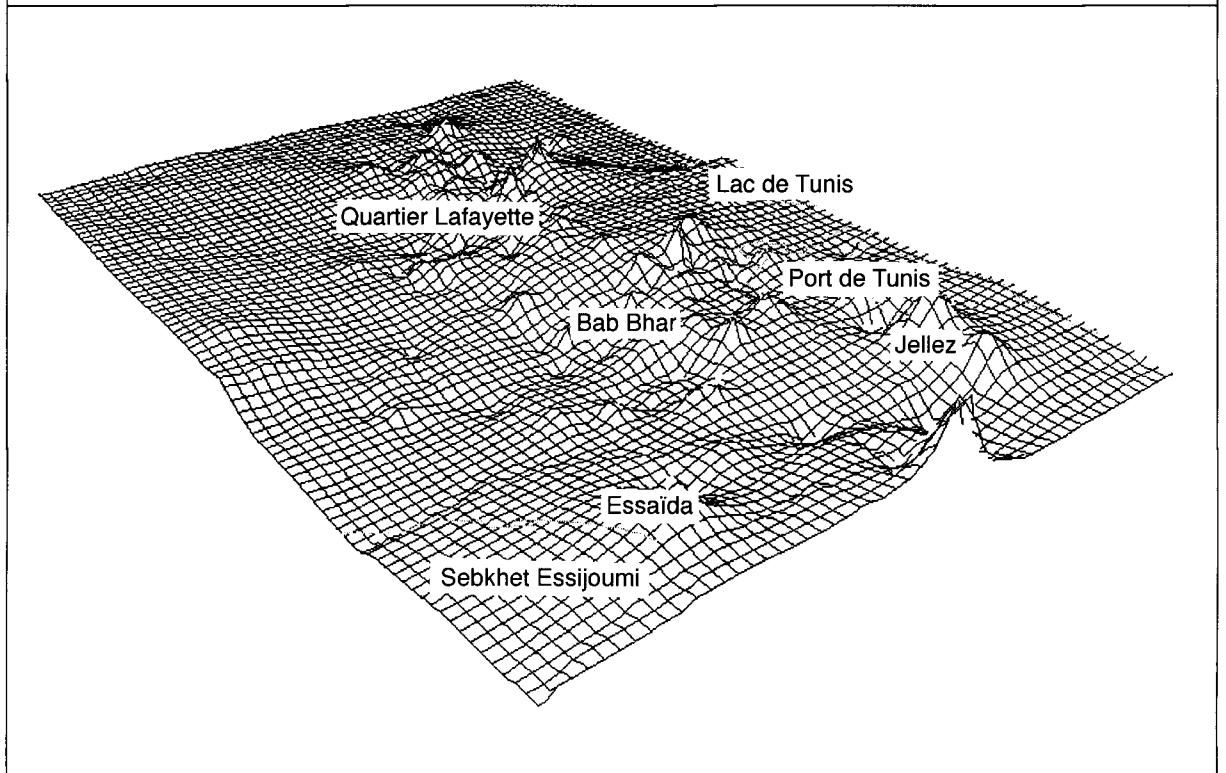 Lac de Tunis
Quartier Lafayette
Port de Tunis
Bab Bhar
Jellez
Essaïda
Sebkhet Essijoumi